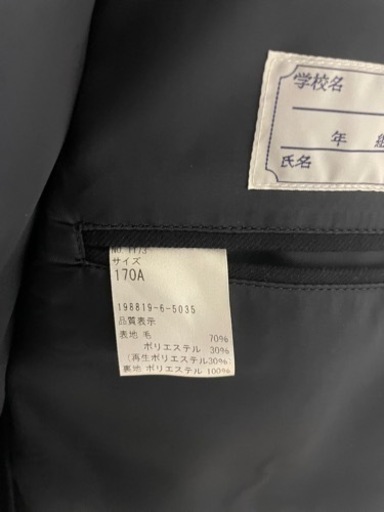 学校名
年 組
氏名
サイズ
170A
198819-6-5035
品質表示
表地 毛 70%
ポリエステル 30%
(再生ポリエステル30%)
裏地 ポリエステル 100%